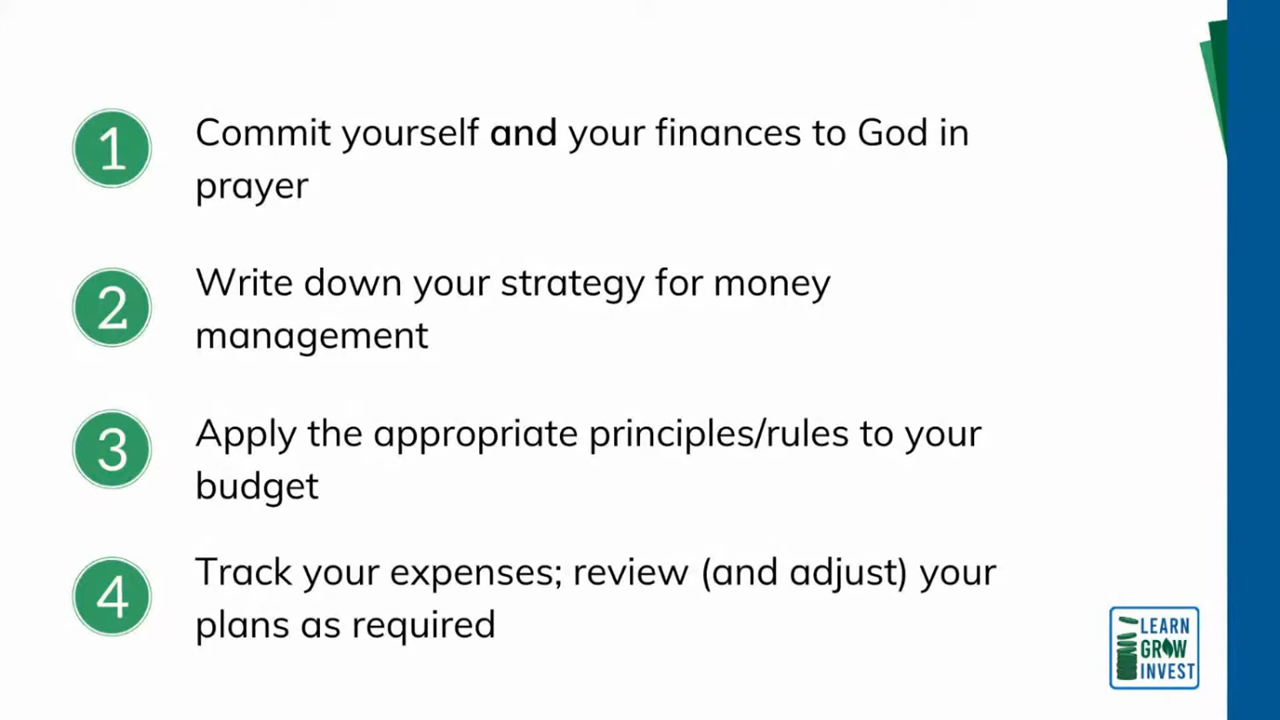 1
Commit yourself and your finances to God in
prayer
2
Write down your strategy for money
management
3
Apply the appropriate principles/rules to your
budget
4
Track your expenses; review (and adjust) your
plans as required
LEARN
GROW
INVEST